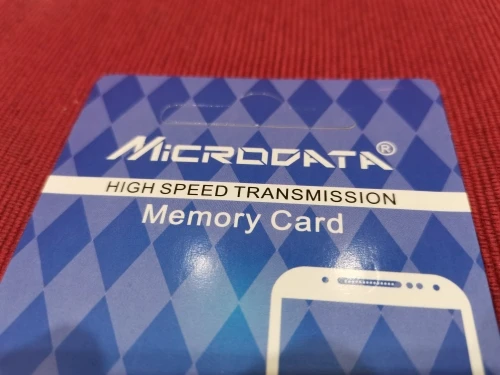 MiCRODATA®
HIGH SPEED TRANSMISSION
Memory Card